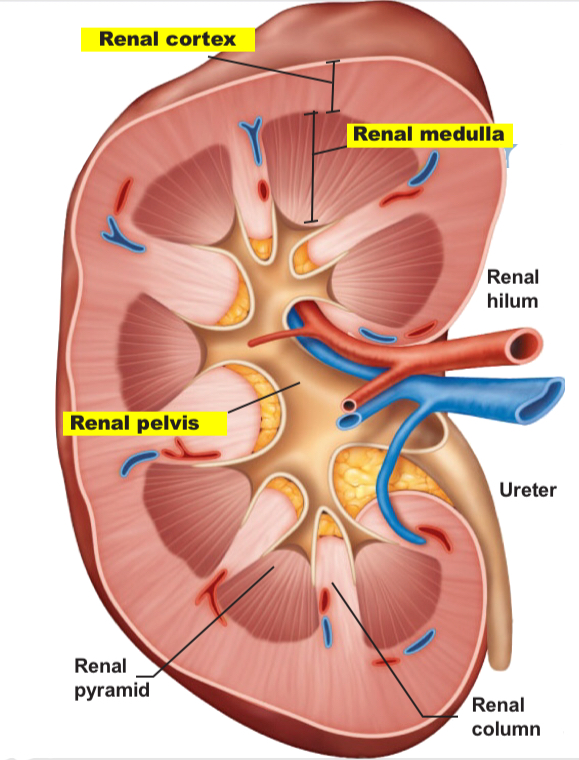 Renal cortex
Renal medulla
Renal
hilum
Renal pelvis
Ureter
Renal
pyramid
Renal
column